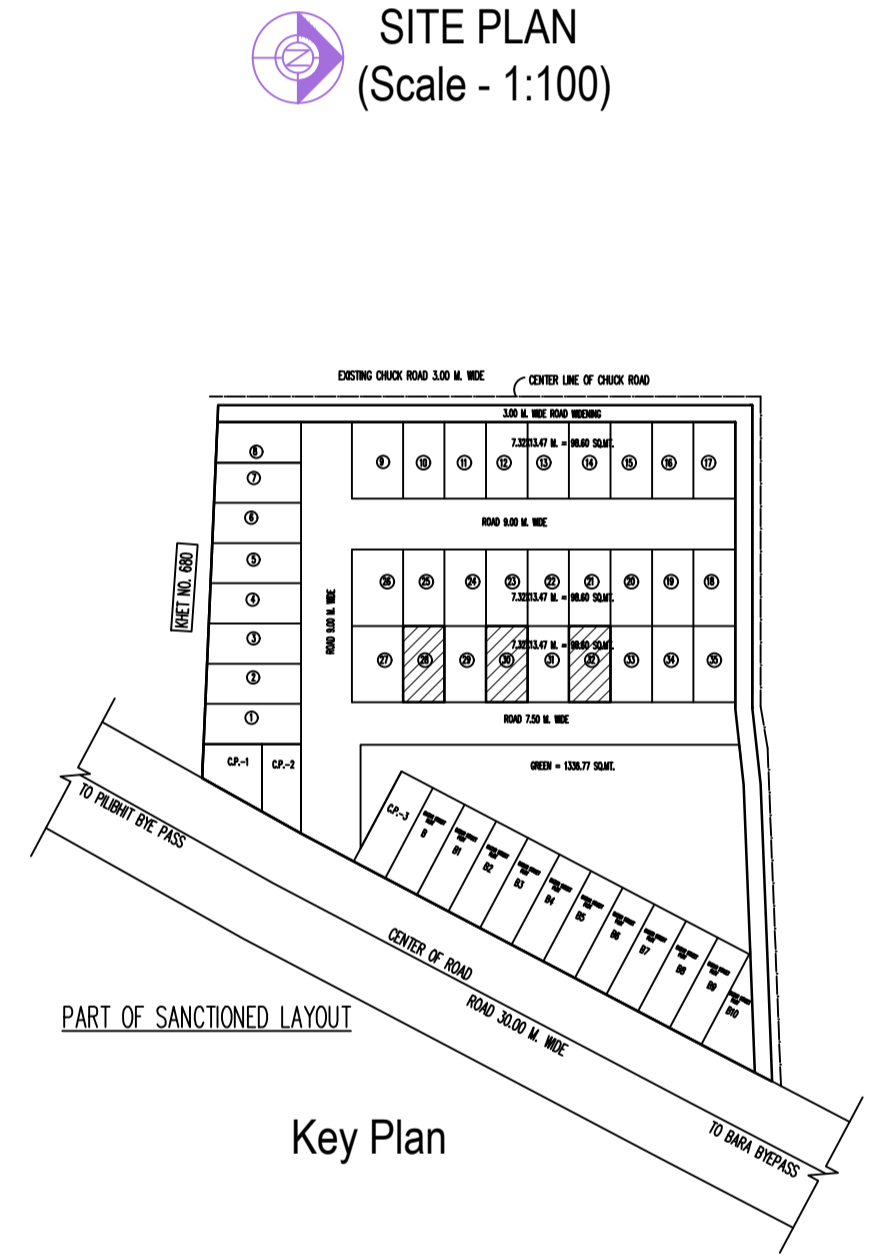 SITE PLAN
(Scale - 1:100)
N
EXISTING CHUCK ROAD 3.00 M. WIDE
CENTER LINE OF CHUCK ROAD
3.00 M. WIDE ROAD WIDENING
7.32X13.47 M. = 98.60 SQ.MT.
8
7
6
5
4
3
2
1
9 10 11 12 13 14 15 16 17
ROAD 9.00 M. WIDE
KHET NO. 680
ROAD 9.00 M. WIDE
26 25 24 23 22 21 20 19 18
7.32X13.47 M. = 98.60 SQ.MT.
7.32X13.47 M. = 98.60 SQ.MT.
27 28 29 30 31 32 33 34 35
ROAD 7.50 M. WIDE
C.P.-1
C.P.-2
GREEN = 1336.77 SQ.MT.
C.P.-3
B
B1
B2
B3
B4
B5
B6
B7
B8
B9
B10
TO PILIBHIT BYE PASS
CENTER OF ROAD
ROAD 30.00 M. WIDE
TO BARA BYEPASS
PART OF SANCTIONED LAYOUT
Key Plan